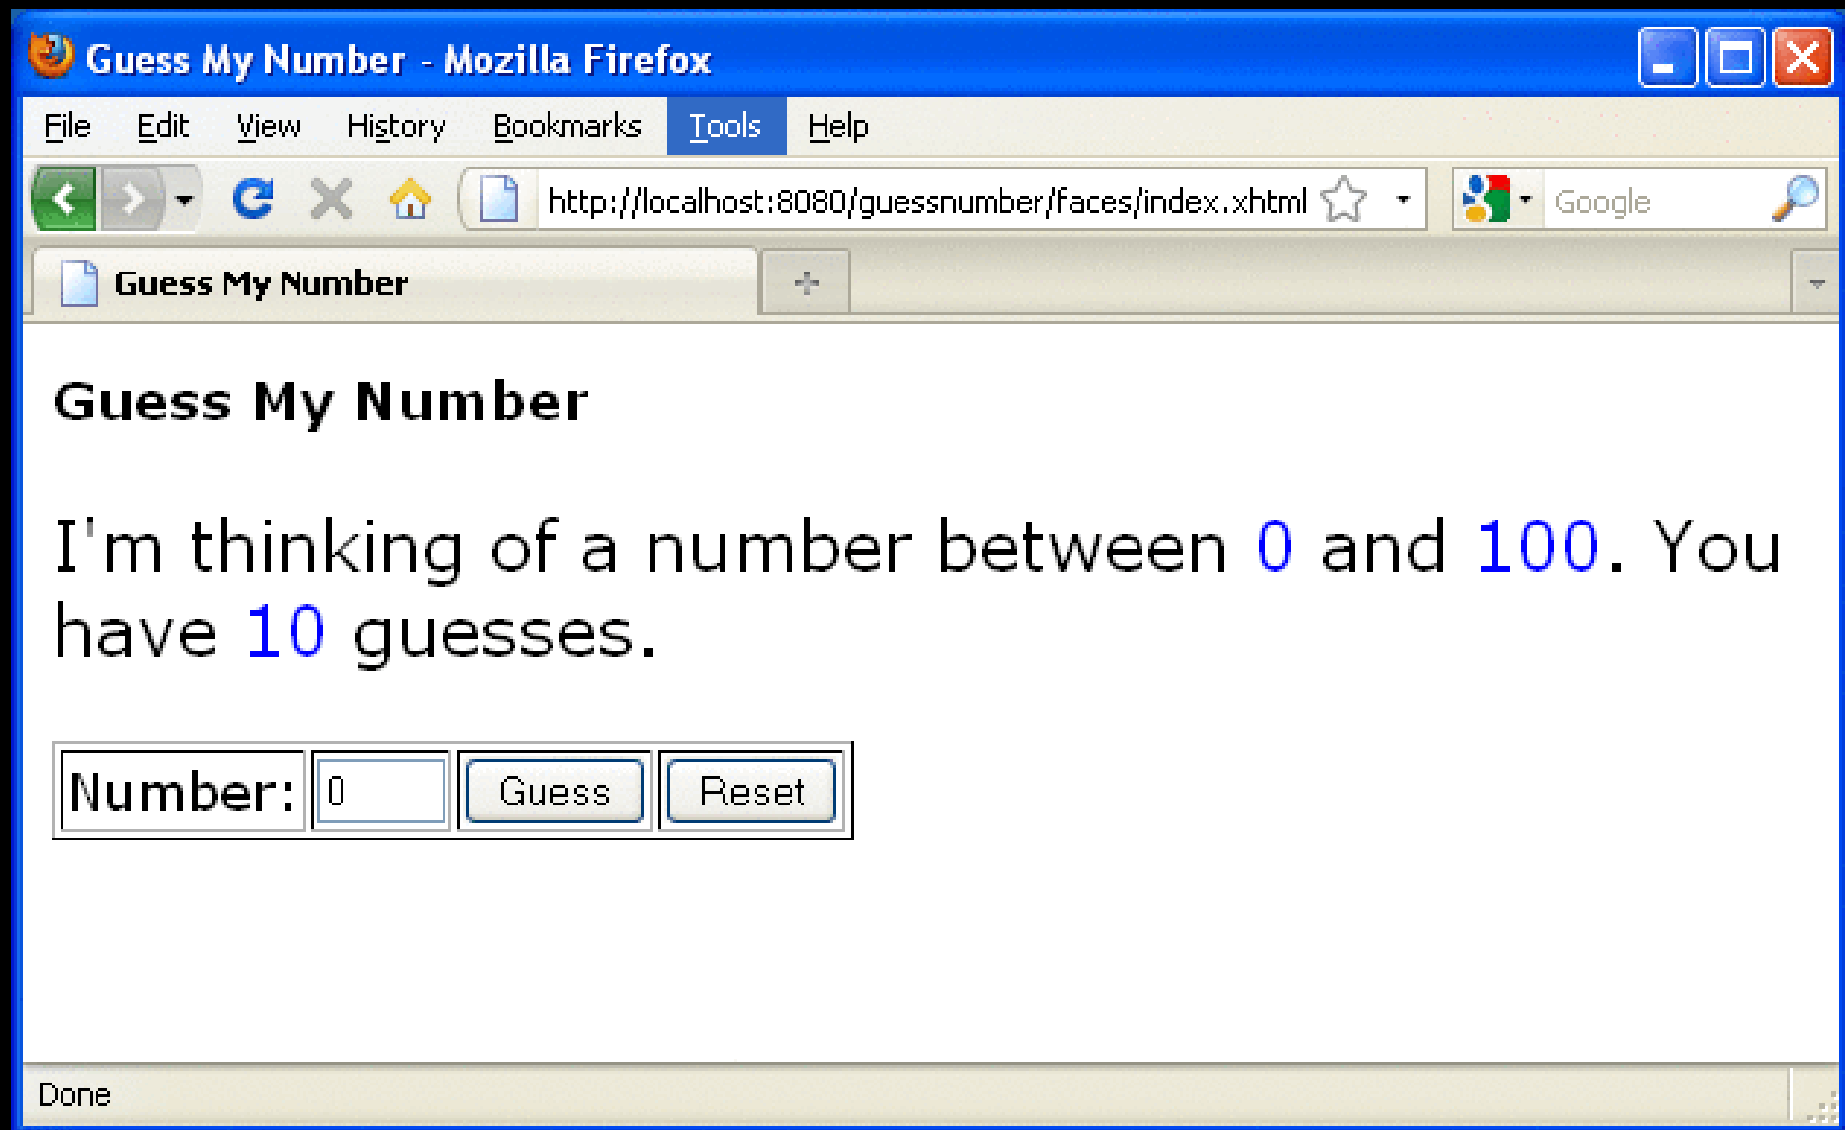 Guess My Number - Mozilla Firefox
File Edit View History Bookmarks Tools Help
http://localhost:8080/guessnumber/faces/index.xhtml Google
Guess My Number
Guess My Number
I'm thinking of a number between 0 and 100. You
have 10 guesses.
Number: 0 Guess Reset
Done